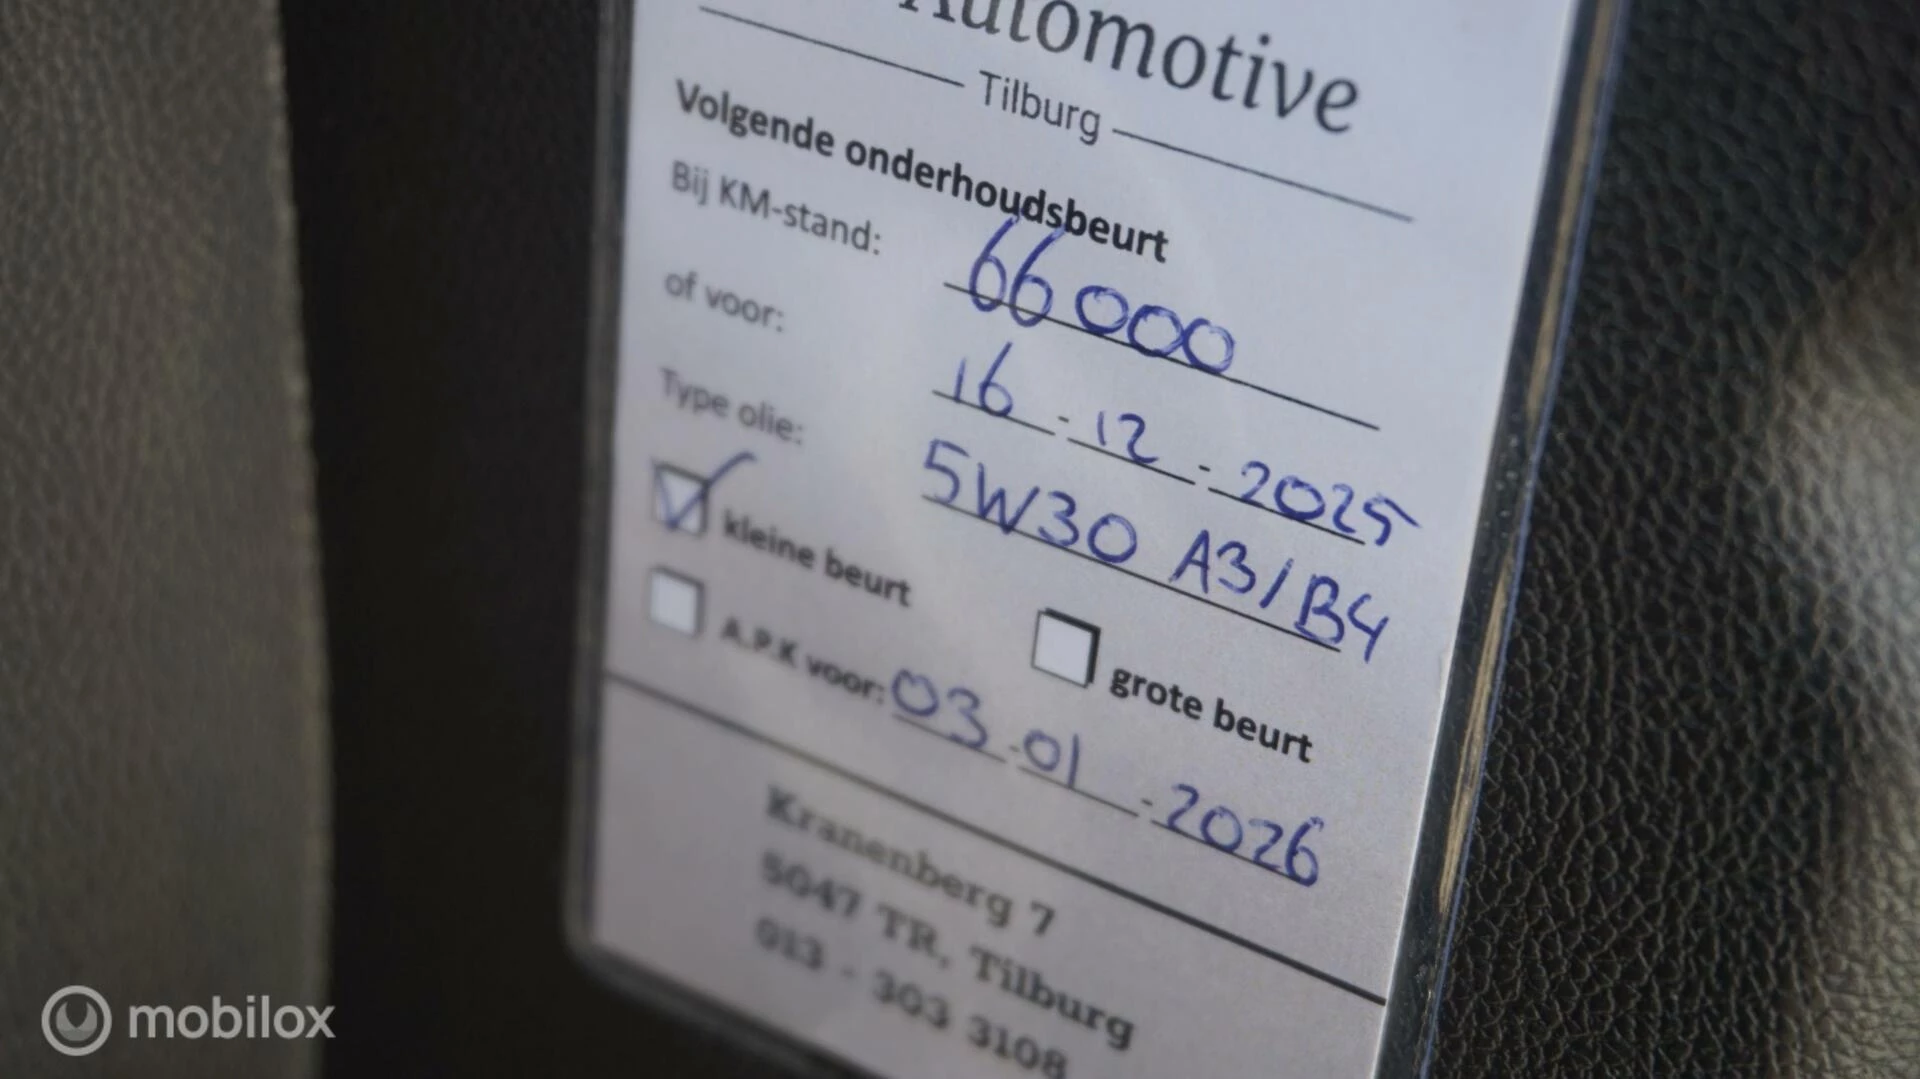 Automotive
Tilburg
Volgende onderhoudsbeurt
Bij KM-stand: 66000
of voor: 16-12-2025
Type olie: 5W30 A3/B4
kleine beurt
grote beurt
A.P.K voor: 03-01-2026
Kranenberg 7
5047 TR, Tilburg
013 - 303 3108
mobilox